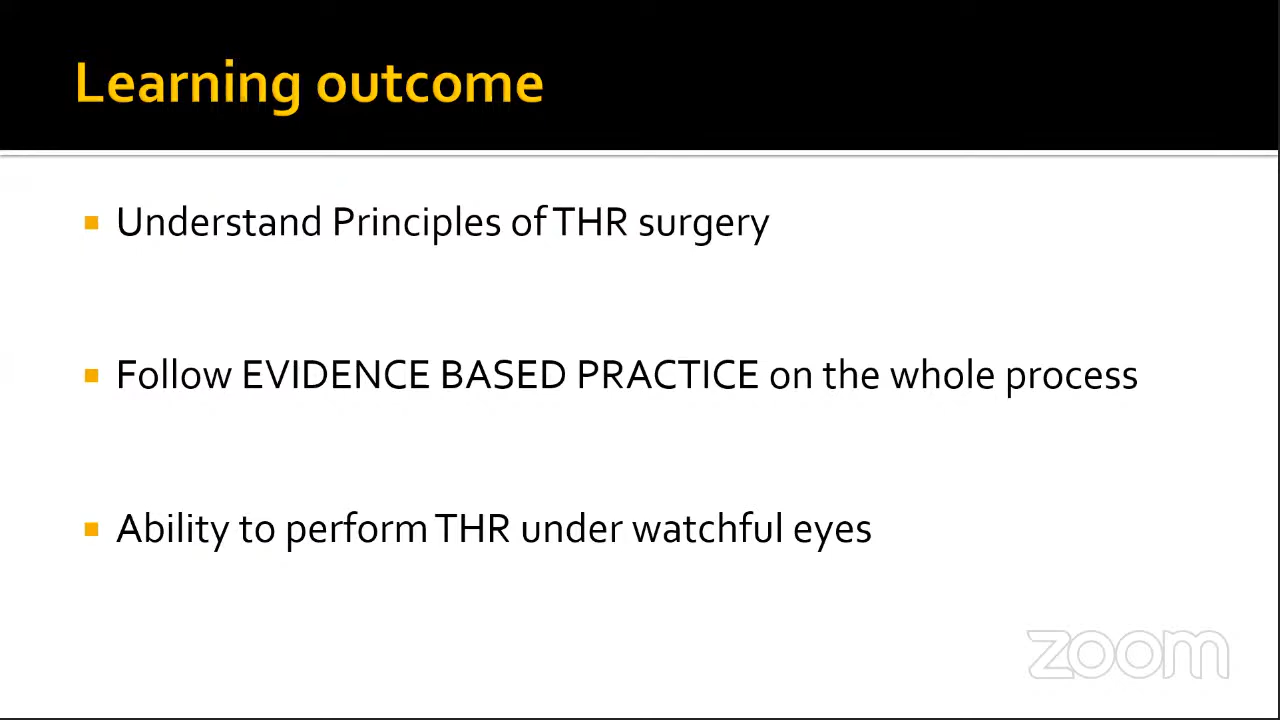 Learning outcome
Understand Principles of THR surgery
Follow EVIDENCE BASED PRACTICE on the whole process
Ability to perform THR under watchful eyes
zoom